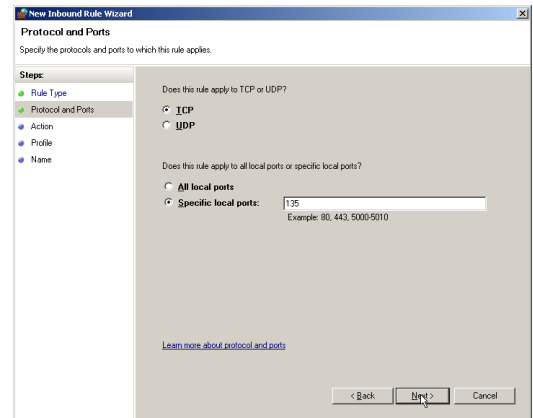 New Inbound Rule Wizard
Protocol and Ports
Specify the protocols and ports to which this rule applies.
Steps:
Rule Type
Protocol and Ports
Action
Profile
Name
Does this rule apply to TCP or UDP?
TCP
UDP
Does this rule apply to all local ports or specific local ports?
All local ports
Specific local ports:
135
Example: 80, 443, 5000-5010
Learn more about protocol and ports
< Back
Next >
Cancel